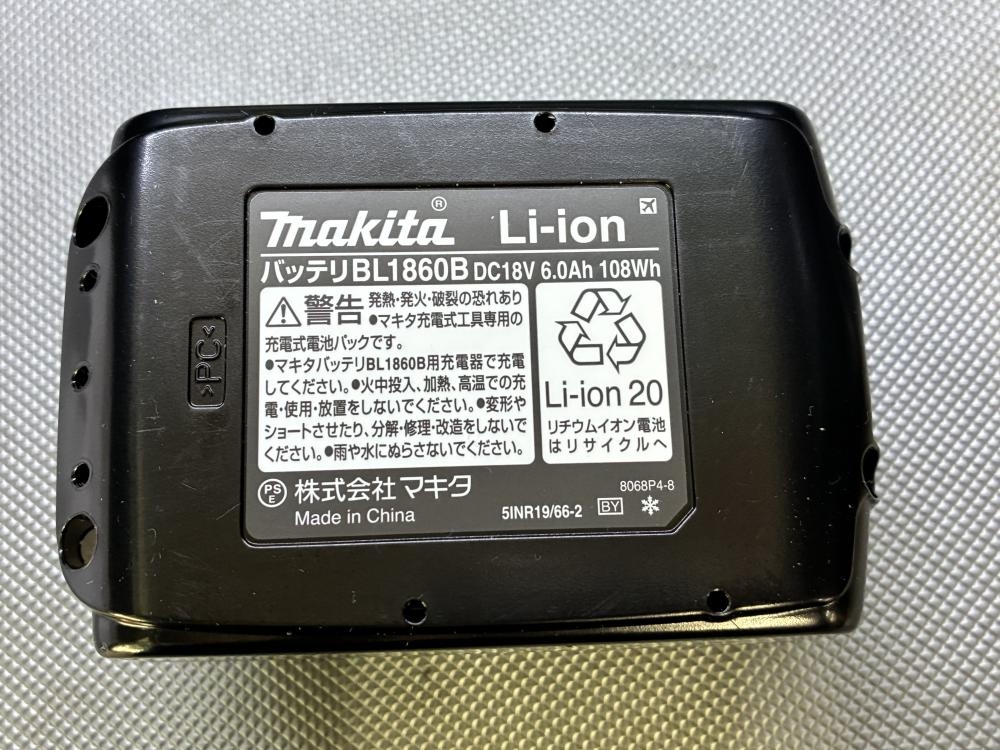 makita® Li-ion
バッテリBL1860B DC18V 6.0Ah 108Wh
警告 発熱・発火・破裂の恐れあり
●マキタ充電式工具専用の
充電式電池パックです。
●マキタバッテリBL1860B用充電器で充電
してください。●火中投入、加熱、高温での充
電・使用・放置をしないでください。●変形や
ショートさせたり、分解・修理・改造をしないで
ください。●雨や水にぬらさないでください。
Li-ion 20
リチウムイオン電池
はリサイクルへ
PS
E
株式会社 マキタ
Made in China
5INR19/66-2
BY
8068P4-8
>PC<